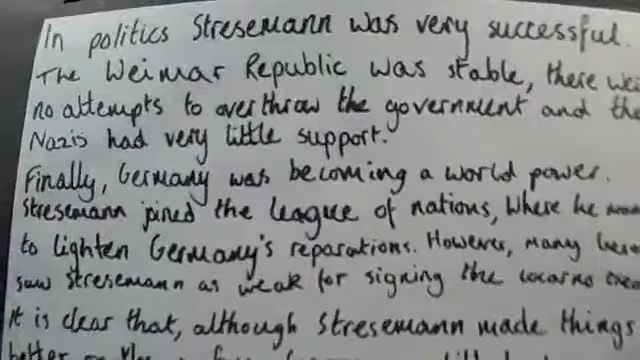 In politics Stresemann was very successful.
The Weimar Republic was stable, there wer
no attempts to overthrow the government and the
Nazis had very little support.
Finally, Germany was becoming a world power.
Stresemann joined the league of nations, where he
to lighten Germany's reparations. However, many
saw Stresemann as weak for signing the locarno
It is clear that, although Stresemann made things
better